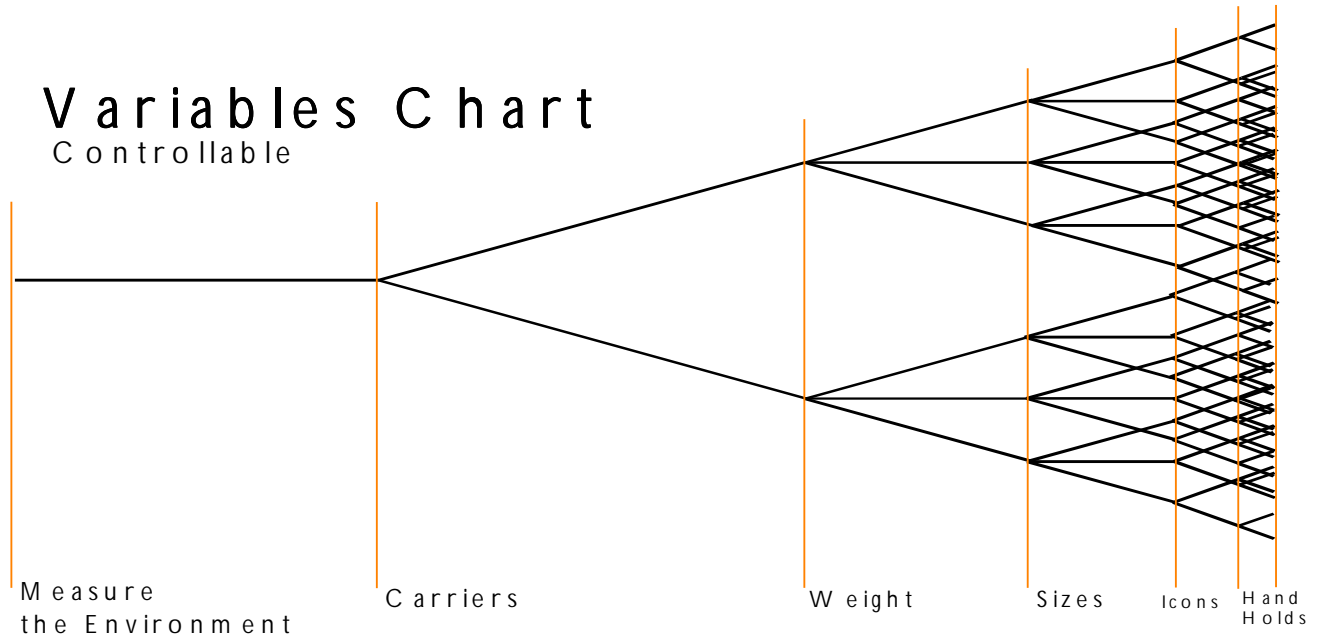 Variables Chart
Controllable
Measure
the Environment
Carriers
Weight
Sizes
Icons
Hand
Holds